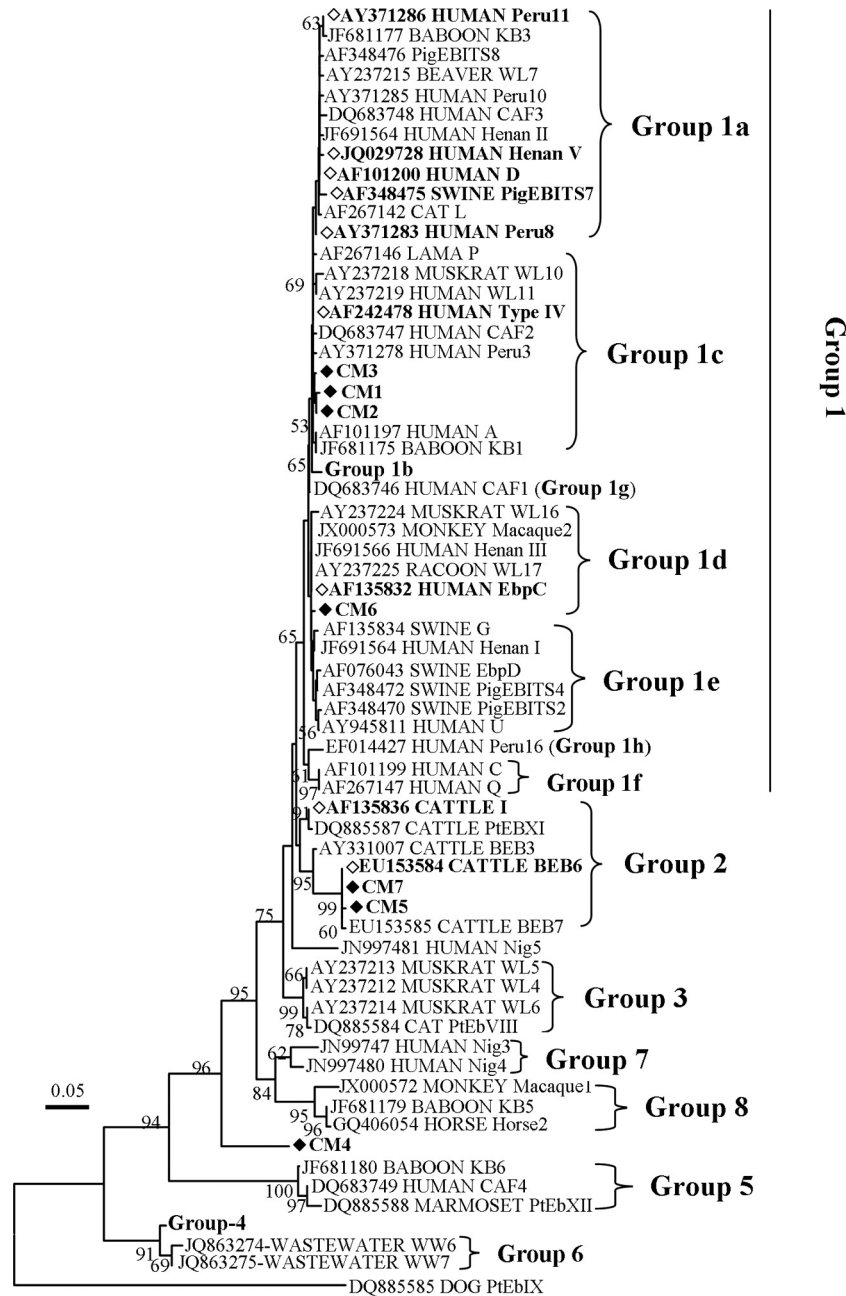 63
◇AY371286 HUMAN Peru11
JF681177 BABOON KB3
AF348476 PigEBITS8
AY237215 BEAVER WL7
AY371285 HUMAN Peru10
DQ683748 HUMAN CAF3
JF691564 HUMAN Henan II
◇JQ029728 HUMAN Henan V
◇AF101200 HUMAN D
◇AF348475 SWINE PigEBITS7
AF267142 CAT L
◇AY371283 HUMAN Peru8
Group 1a
AF267146 LAMA P
69
AY237218 MUSKRAT WL10
AY237219 HUMAN WL11
◇AF242478 HUMAN Type IV
DQ683747 HUMAN CAF2
AY371278 HUMAN Peru3
◆CM3
◆CM1
◆CM2
53
AF101197 HUMAN A
JF681175 BABOON KB1
Group 1c
65
Group 1b
DQ683746 HUMAN CAF1 (Group 1g)
AY237224 MUSKRAT WL16
JX000573 MONKEY Macaque2
JF691566 HUMAN Henan III
AY237225 RACOON WL17
◇AF135832 HUMAN EbpC
◆CM6
Group 1d
65
AF135834 SWINE G
JF691564 HUMAN Henan I
AF076043 SWINE EbpD
AF348472 SWINE PigEBITS4
AF348470 SWINE PigEBITS2
AY945811 HUMAN U
Group 1e
56
EF014427 HUMAN Peru16 (Group 1h)
61
AF101199 HUMAN C
97
AF267147 HUMAN Q
Group 1f
Group 1
91
◇AF135836 CATTLE I
DQ885587 CATTLE PtEBXI
AY331007 CATTLE BEB3
◇EU153584 CATTLE BEB6
95
◆CM7
99
◆CM5
60
EU153585 CATTLE BEB7
Group 2
75
JN997481 HUMAN Nig5
66
AY237213 MUSKRAT WL5
AY237212 MUSKRAT WL4
99
AY237214 MUSKRAT WL6
78
DQ885584 CAT PtEbVIII
Group 3
95
62
JN99747 HUMAN Nig3
JN997480 HUMAN Nig4
Group 7
84
JX000572 MONKEY Macaque1
95
JF681179 BABOON KB5
96
GQ406054 HORSE Horse2
Group 8
96
◆CM4
0.05
94
JF681180 BABOON KB6
100
DQ683749 HUMAN CAF4
97
DQ885588 MARMOSET PtEbXII
Group 5
Group-4
91
JQ863274-WASTEWATER WW6
69
JQ863275-WASTEWATER WW7
Group 6
DQ885585 DOG PtEbIX